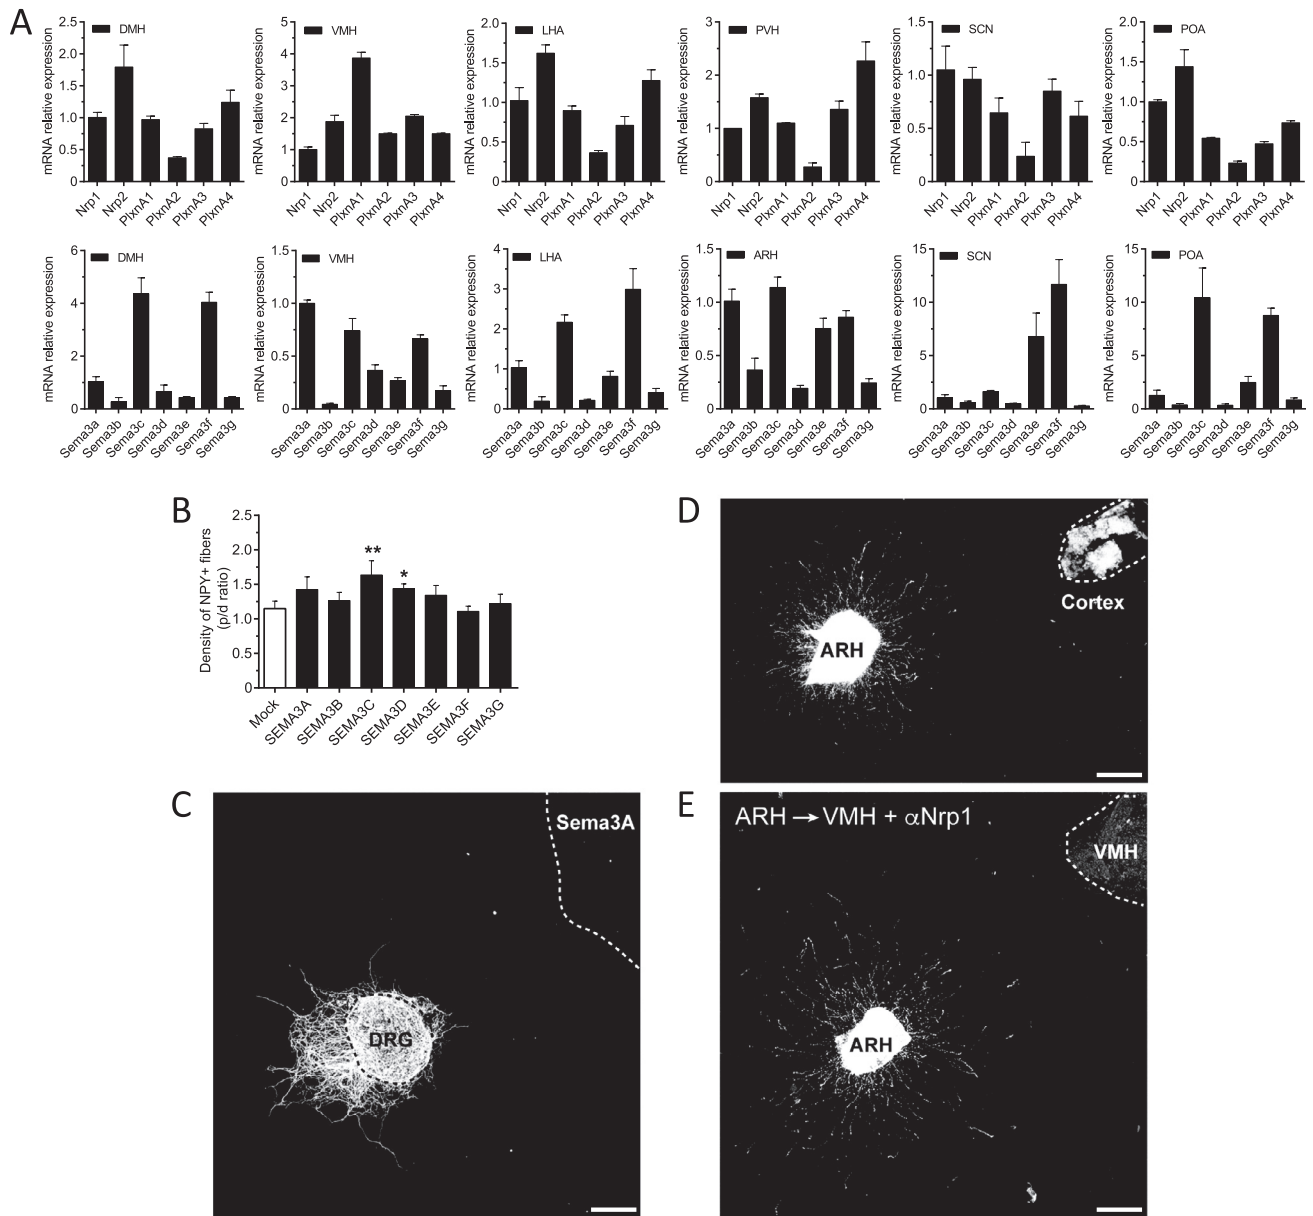 A
DMH
mRNA relative expression
2.5
2.0
1.5
1.0
0.5
0
Nrp1 Nrp2 PlxnA1 PlxnA2 PlxnA3 PlxnA4
VMH
mRNA relative expression
5
4
3
2
1
0
Nrp1 Nrp2 PlxnA1 PlxnA2 PlxnA3 PlxnA4
LHA
mRNA relative expression
2.0
1.5
1.0
0.5
0
Nrp1 Nrp2 PlxnA1 PlxnA2 PlxnA3 PlxnA4
PVH
mRNA relative expression
3
2
1
0
Nrp1 Nrp2 PlxnA1 PlxnA2 PlxnA3 PlxnA4
SCN
mRNA relative expression
1.5
1.0
0.5
0
Nrp1 Nrp2 PlxnA1 PlxnA2 PlxnA3 PlxnA4
POA
mRNA relative expression
2.0
1.5
1.0
0.5
0
Nrp1 Nrp2 PlxnA1 PlxnA2 PlxnA3 PlxnA4
DMH
mRNA relative expression
6
4
2
0
Sema3a Sema3b Sema3c Sema3d Sema3e Sema3f Sema3g
VMH
mRNA relative expression
1.5
1.0
0.5
0
Sema3a Sema3b Sema3c Sema3d Sema3e Sema3f Sema3g
LHA
mRNA relative expression
4
3
2
1
0
Sema3a Sema3b Sema3c Sema3d Sema3e Sema3f Sema3g
ARH
mRNA relative expression
1.5
1.0
0.5
0
Sema3a Sema3b Sema3c Sema3d Sema3e Sema3f Sema3g
SCN
mRNA relative expression
15
10
5
0
Sema3a Sema3b Sema3c Sema3d Sema3e Sema3f Sema3g
POA
mRNA relative expression
15
10
5
0
Sema3a Sema3b Sema3c Sema3d Sema3e Sema3f Sema3g
B
Density of NPY+ fibers
(p/d ratio)
2.5
2.0
1.5
1.0
0.5
0
**
*
Mock SEMA3A SEMA3B SEMA3C SEMA3D SEMA3E SEMA3F SEMA3G
C
Sema3A
DRG
D
Cortex
ARH
E
ARH → VMH + αNrp1
VMH
ARH